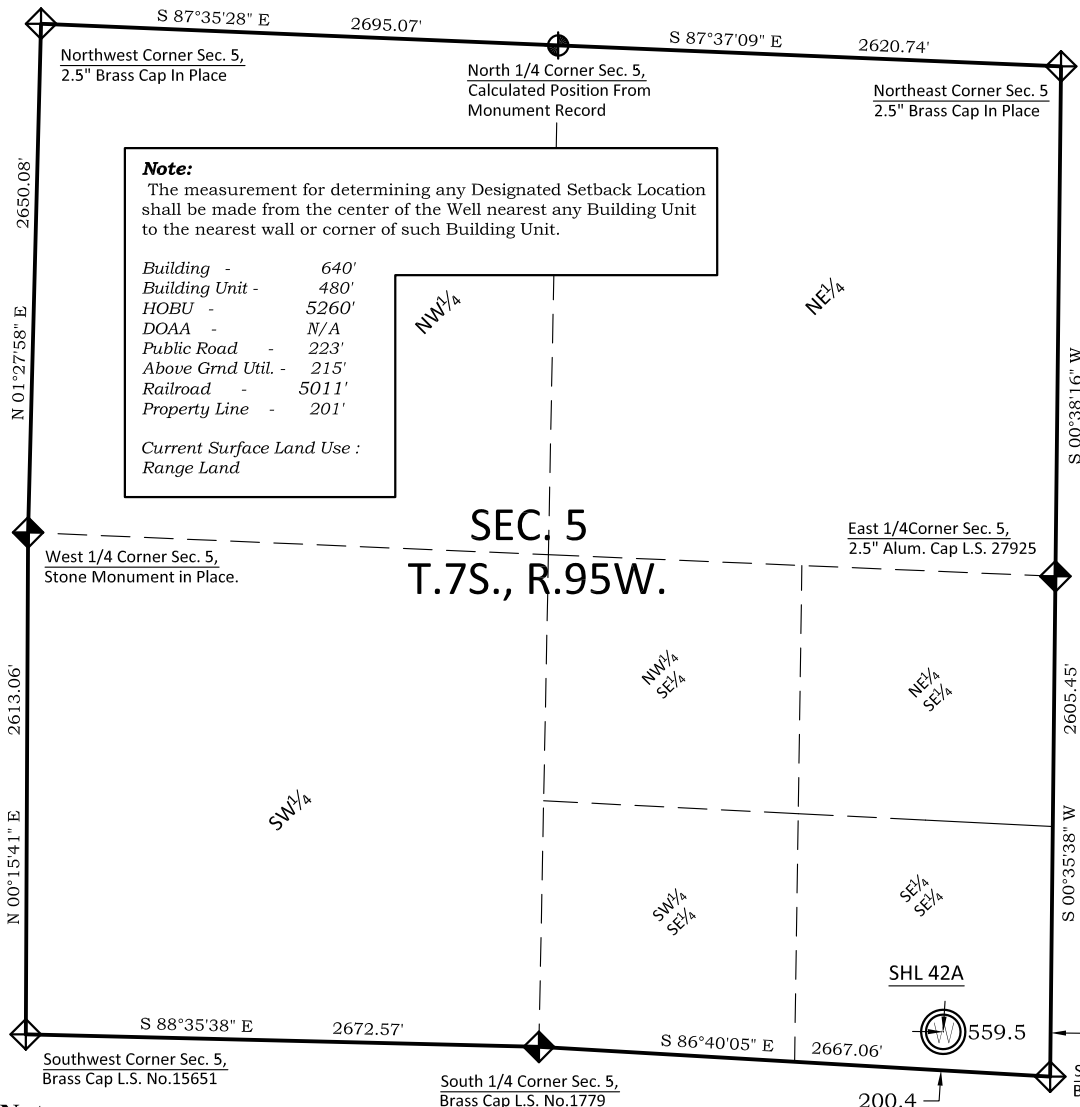 S 87°35'28" E 2695.07'
S 87°37'09" E 2620.74'
Northwest Corner Sec. 5,
2.5" Brass Cap In Place
North 1/4 Corner Sec. 5,
Calculated Position From
Monument Record
Northeast Corner Sec. 5
2.5" Brass Cap In Place
N 01°27'58" E 2650.08'
Note:
The measurement for determining any Designated Setback Location
shall be made from the center of the Well nearest any Building Unit
to the nearest wall or corner of such Building Unit.
Building - 640'
Building Unit - 480'
HOBU - 5260'
DOAA - N/A
Public Road - 223'
Above Grnd Util. - 215'
Railroad - 5011'
Property Line - 201'
Current Surface Land Use :
Range Land
NW¼
NE¼
S 00°38'16" W
SEC. 5
T.7S., R.95W.
East 1/4Corner Sec. 5,
2.5" Alum. Cap L.S. 27925
West 1/4 Corner Sec. 5,
Stone Monument in Place.
N 00°15'41" E 2613.06'
NW¼
SE¼
NE¼
SE¼
S 00°35'38" W 2605.45'
SW¼
SW¼
SE¼
SE¼
SE¼
SHL 42A
W
559.5
S 88°35'38" E 2672.57'
S 86°40'05" E 2667.06'
Southwest Corner Sec. 5,
Brass Cap L.S. No.15651
South 1/4 Corner Sec. 5,
Brass Cap L.S. No.1779
200.4